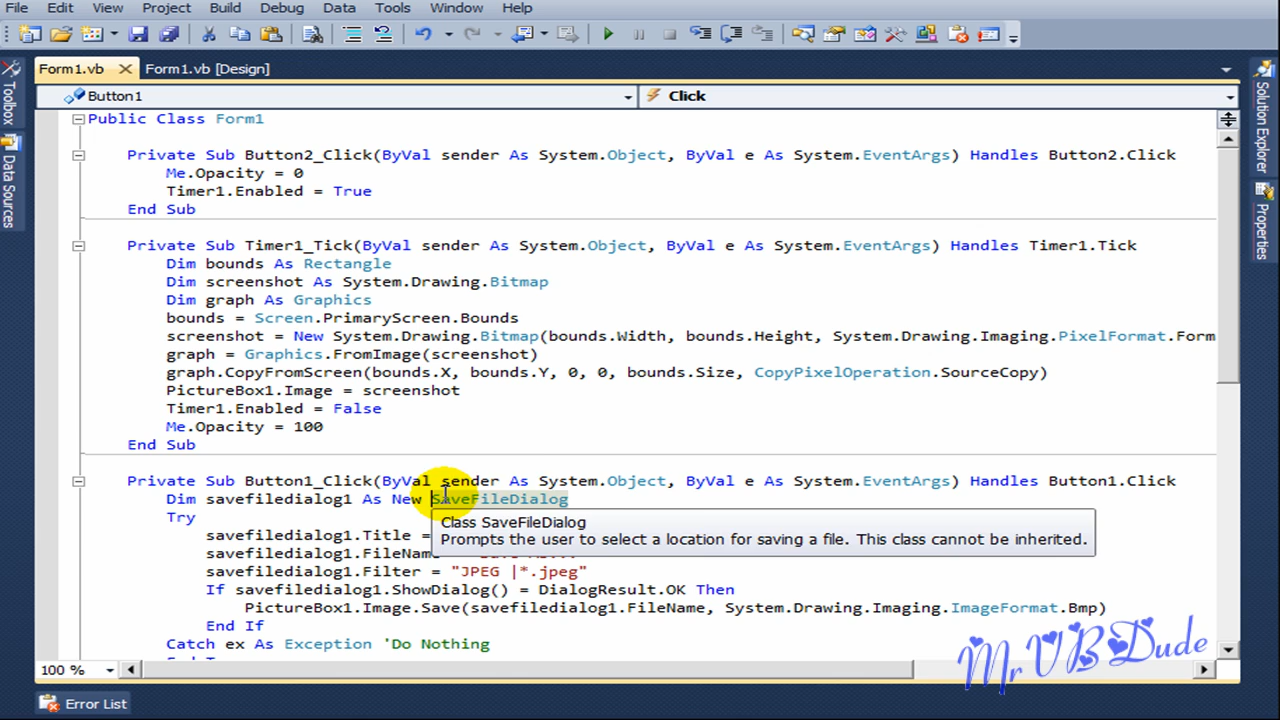 File Edit View Project Build Debug Data Tools Window Help
Form1.vb Form1.vb [Design]
Button1 Click
Toolbox
Data Sources
Solution Explorer
Properties
Public Class Form1
Private Sub Button2_Click(ByVal sender As System.Object, ByVal e As System.EventArgs) Handles Button2.Click
Me.Opacity = 0
Timer1.Enabled = True
End Sub
Private Sub Timer1_Tick(ByVal sender As System.Object, ByVal e As System.EventArgs) Handles Timer1.Tick
Dim bounds As Rectangle
Dim screenshot As System.Drawing.Bitmap
Dim graph As Graphics
bounds = Screen.PrimaryScreen.Bounds
screenshot = New System.Drawing.Bitmap(bounds.Width, bounds.Height, System.Drawing.Imaging.PixelFormat.Form
graph = Graphics.FromImage(screenshot)
graph.CopyFromScreen(bounds.X, bounds.Y, 0, 0, bounds.Size, CopyPixelOperation.SourceCopy)
PictureBox1.Image = screenshot
Timer1.Enabled = False
Me.Opacity = 100
End Sub
Private Sub Button1_Click(ByVal sender As System.Object, ByVal e As System.EventArgs) Handles Button1.Click
Dim savefiledialog1 As New SaveFileDialog
Try
Class SaveFileDialog
Prompts the user to select a location for saving a file. This class cannot be inherited.
savefiledialog1.Title =
savefiledialog1.FileName
savefiledialog1.Filter = "JPEG |*.jpeg"
If savefiledialog1.ShowDialog() = DialogResult.OK Then
PictureBox1.Image.Save(savefiledialog1.FileName, System.Drawing.Imaging.ImageFormat.Bmp)
End If
Catch ex As Exception 'Do Nothing
100 %
Error List
MrVBDude